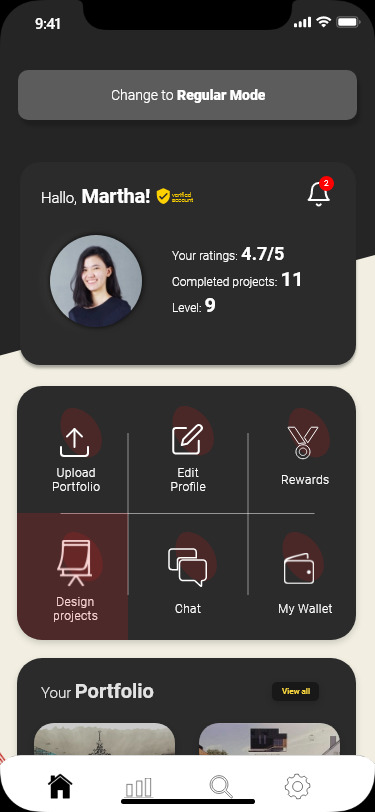 9:41
Change to Regular Mode
Hallo, Martha!
verified
account
2
Your ratings: 4.7/5
Completed projects: 11
Level: 9
Upload
Portfolio
Edit
Profile
Rewards
Design
projects
Chat
My Wallet
Your Portfolio
View all